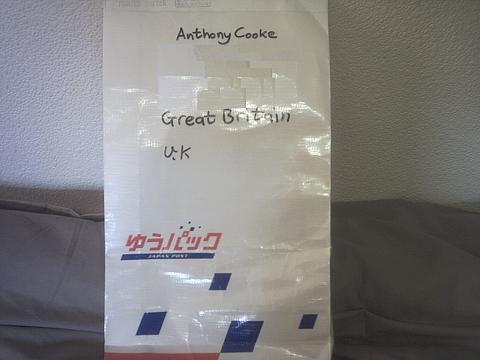 Anthony Cooke
Great Britain
U.K
ゆうパック
JAPAN POST